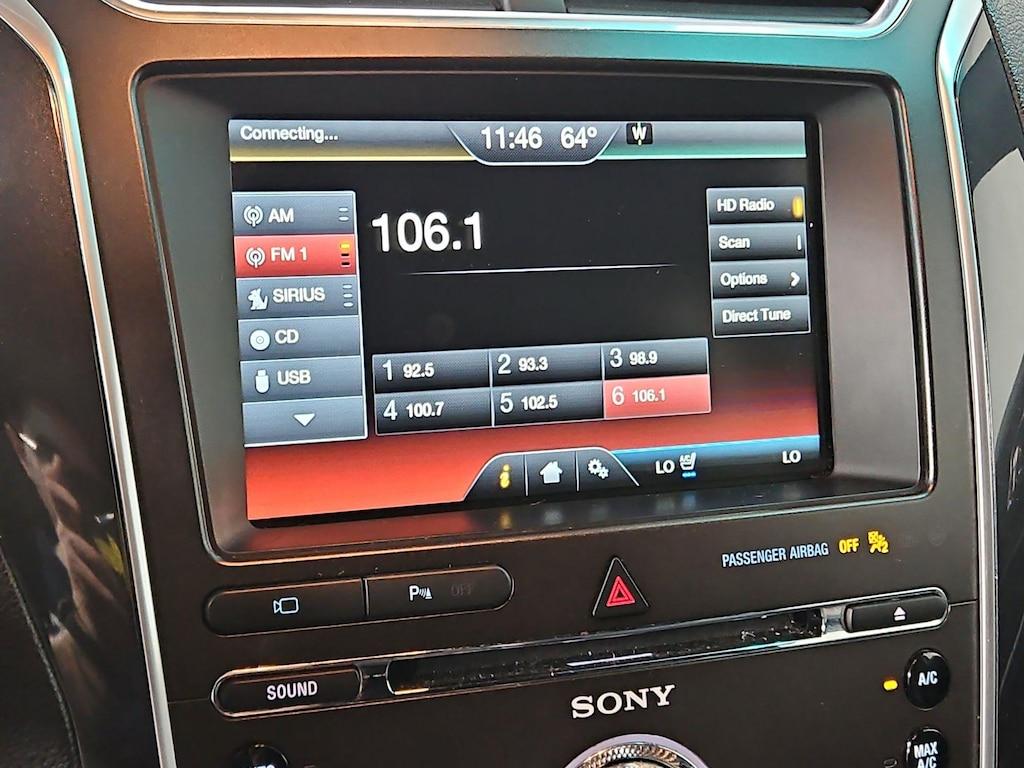 Connecting...
11:46 64° W
AM
FM 1
SIRIUS
CD
USB
106.1
HD Radio
Scan
Options
Direct Tune
1 92.5 2 93.3 3 98.9
4 100.7 5 102.5 6 106.1
i LO A/C LO
PASSENGER AIRBAG OFF 2
P OFF
SOUND
SONY
A/C
MAX
A/C